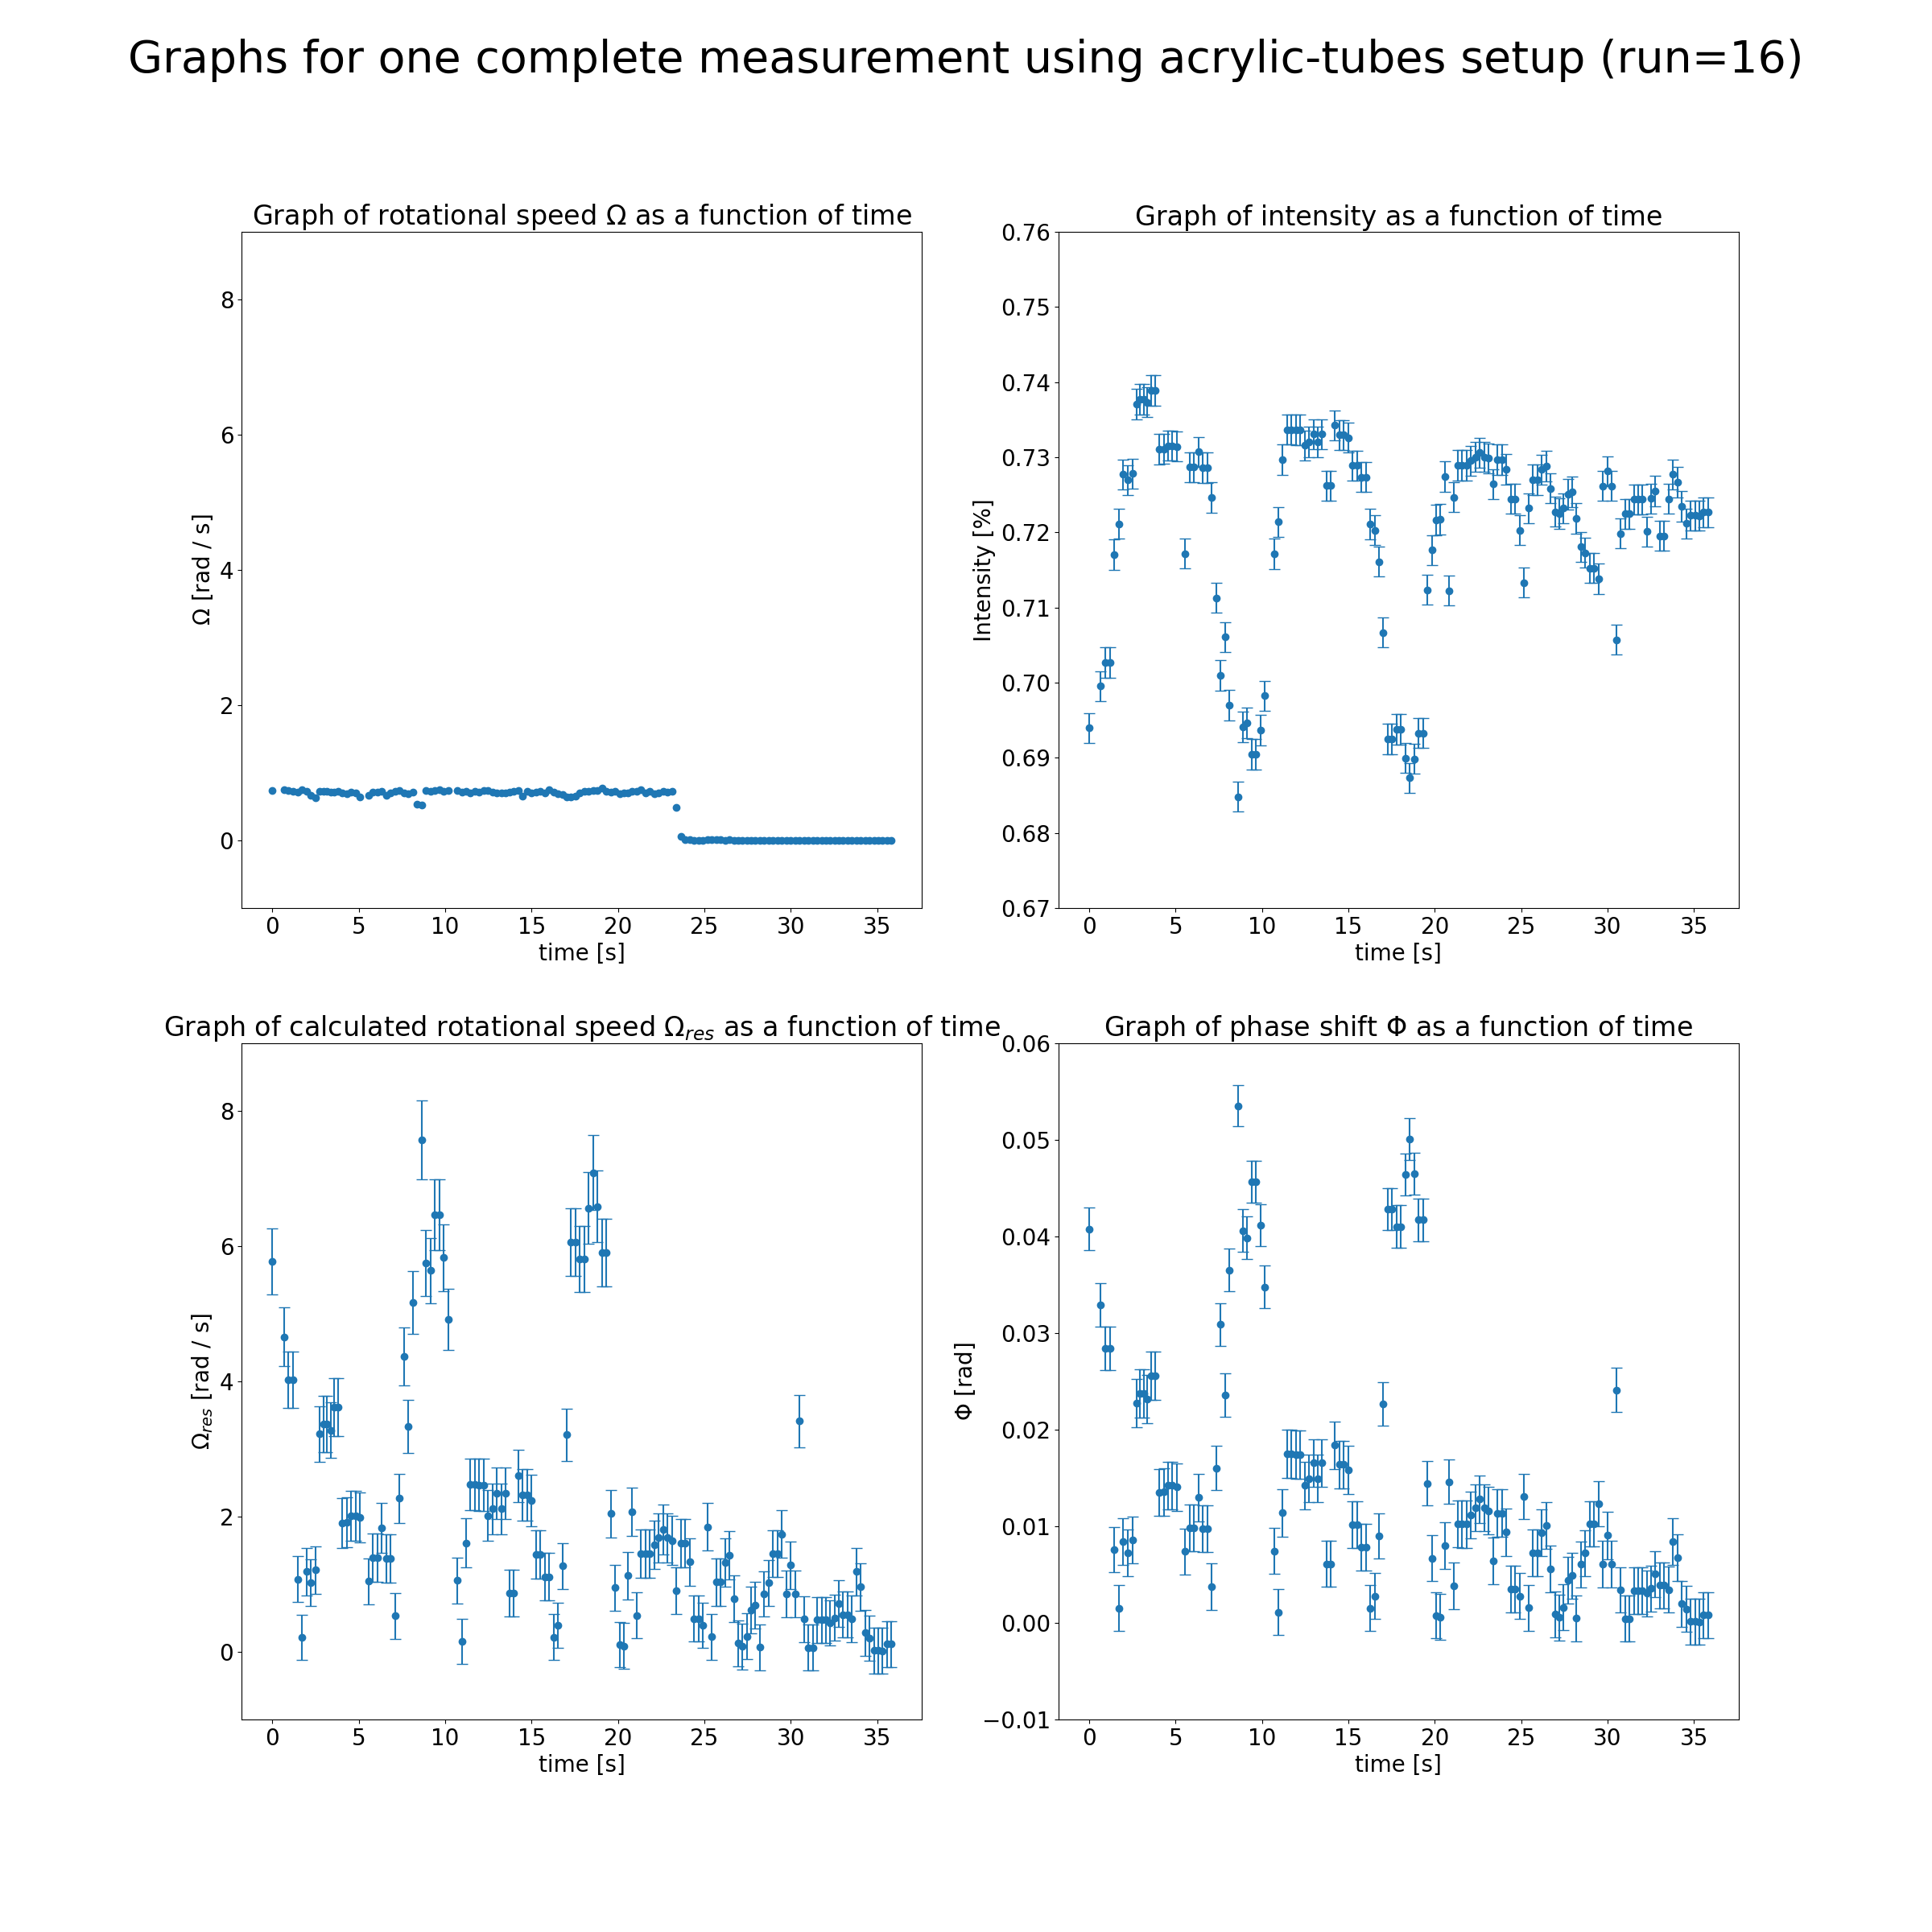 Graphs for one complete measurement using acrylic-tubes setup (run=16)
Graph of rotational speed Ω as a function of time
8
6
4
2
0
Ω [rad / s]
0 5 10 15 20 25 30 35
time [s]
Graph of intensity as a function of time
0.76
0.75
0.74
0.73
0.72
0.71
0.70
0.69
0.68
0.67
Intensity [%]
0 5 10 15 20 25 30 35
time [s]
Graph of calculated rotational speed Ωres as a function of time
8
6
4
2
0
Ωres [rad / s]
0 5 10 15 20 25 30 35
time [s]
Graph of phase shift Φ as a function of time
0.06
0.05
0.04
0.03
0.02
0.01
0.00
−0.01
Φ [rad]
0 5 10 15 20 25 30 35
time [s]